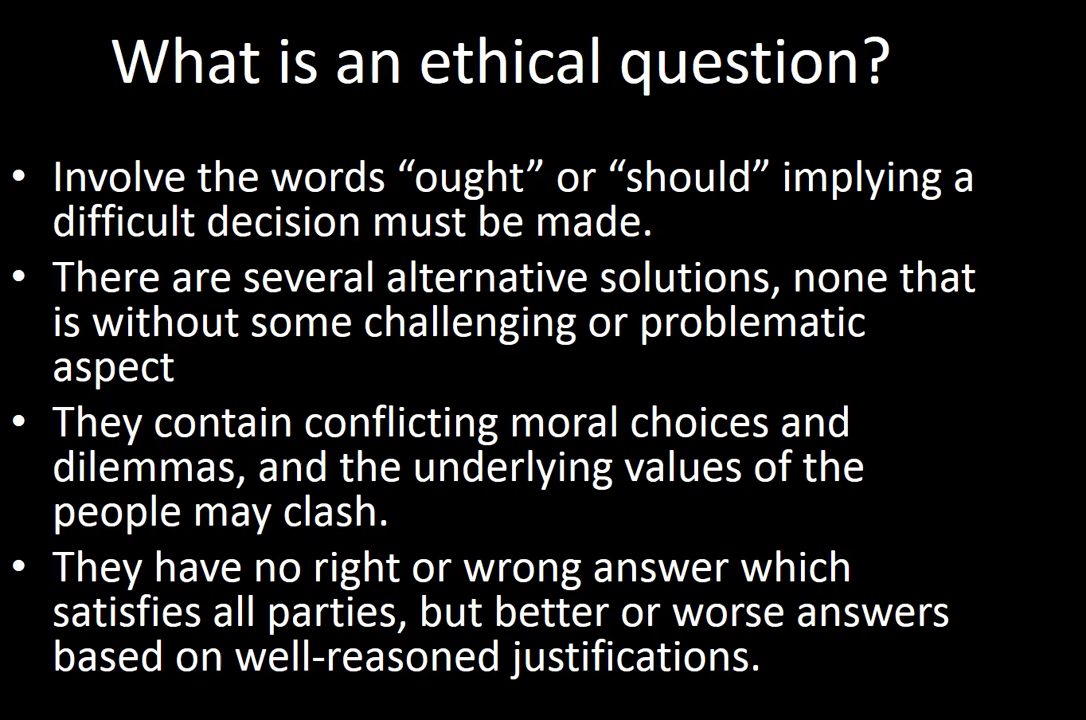 What is an ethical question?
• Involve the words “ought” or “should” implying a
difficult decision must be made.
• There are several alternative solutions, none that
is without some challenging or problematic
aspect
• They contain conflicting moral choices and
dilemmas, and the underlying values of the
people may clash.
• They have no right or wrong answer which
satisfies all parties, but better or worse answers
based on well-reasoned justifications.